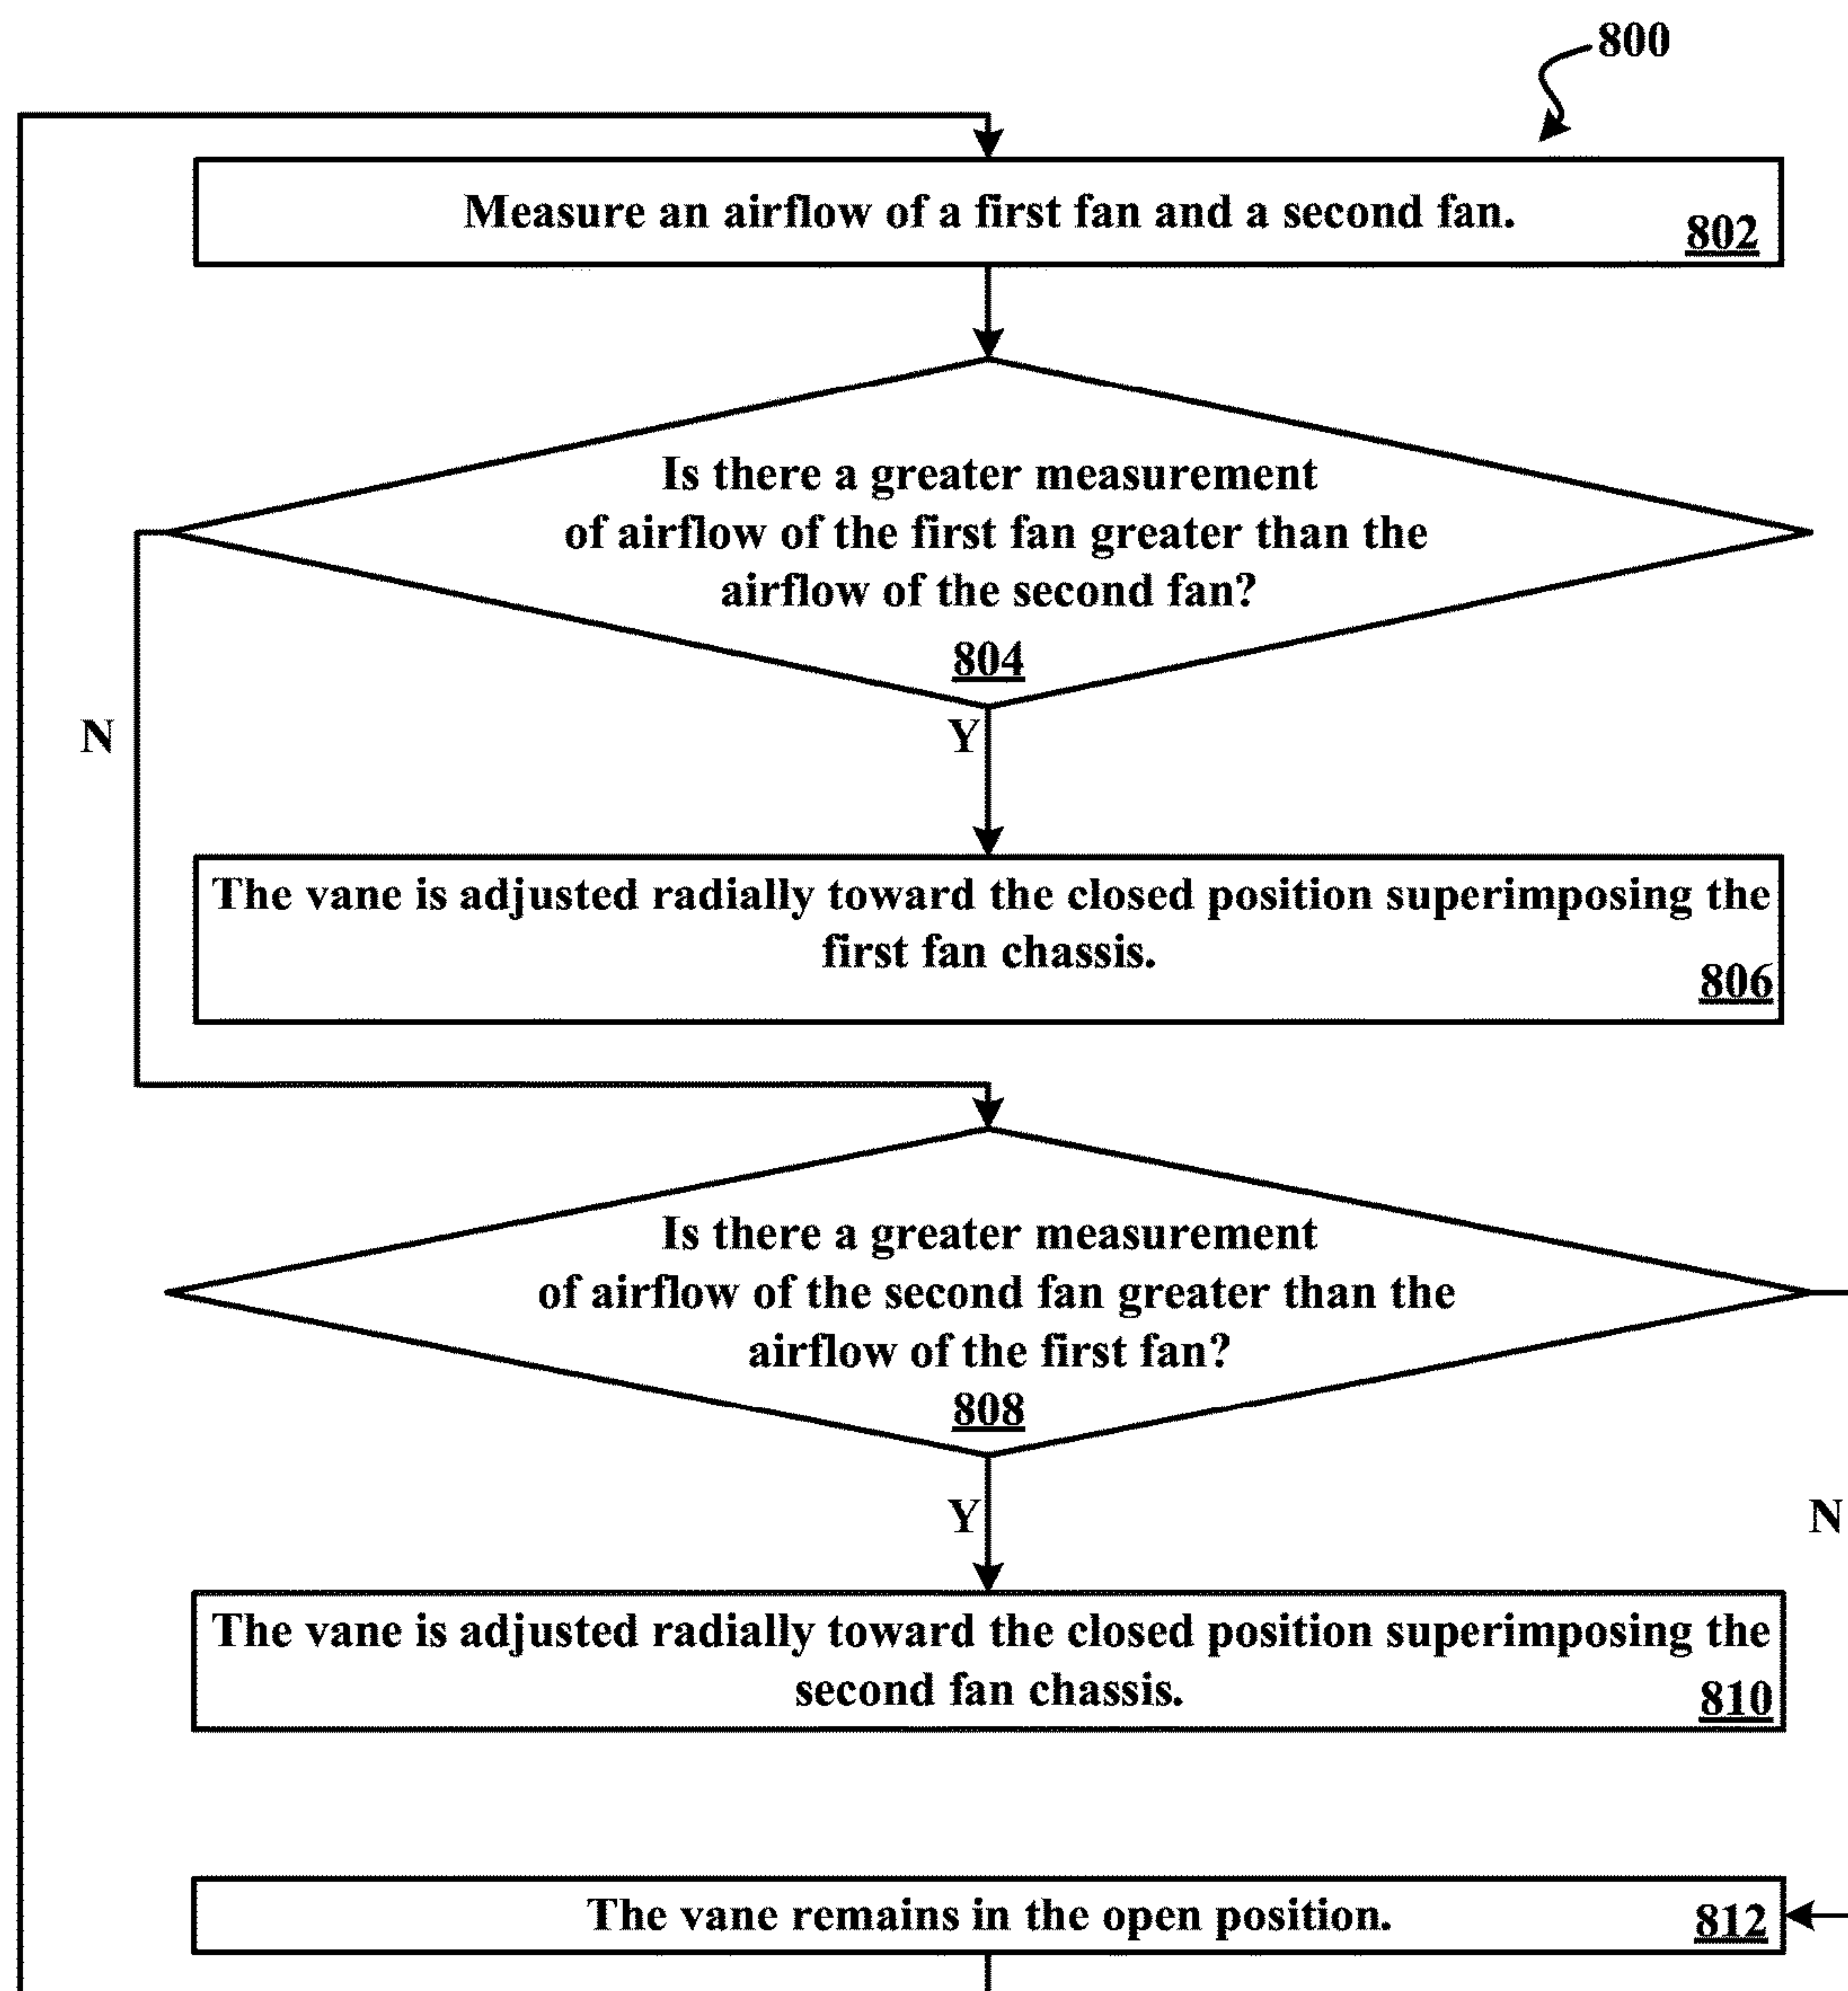 800
Measure an airflow of a first fan and a second fan.
802
Is there a greater measurement
of airflow of the first fan greater than the
airflow of the second fan?
804
N
Y
The vane is adjusted radially toward the closed position superimposing the
first fan chassis.
806
Is there a greater measurement
of airflow of the second fan greater than the
airflow of the first fan?
808
Y
N
The vane is adjusted radially toward the closed position superimposing the
second fan chassis.
810
The vane remains in the open position.
812